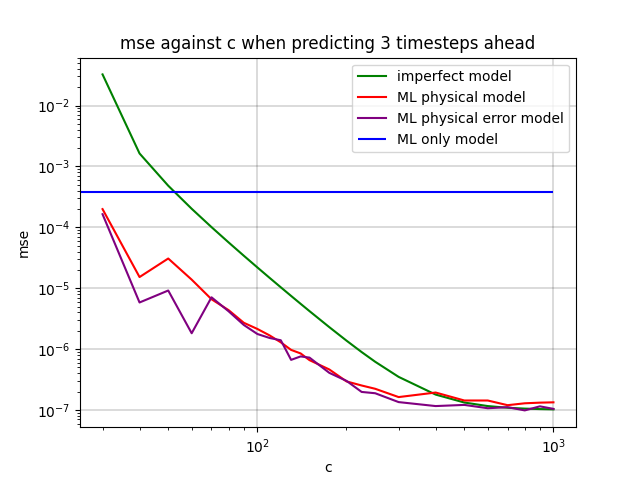 mse against c when predicting 3 timesteps ahead
imperfect model
ML physical model
ML physical error model
ML only model
10⁻²
10⁻³
10⁻⁴
10⁻⁵
10⁻⁶
10⁻⁷
mse
10²
10³
c